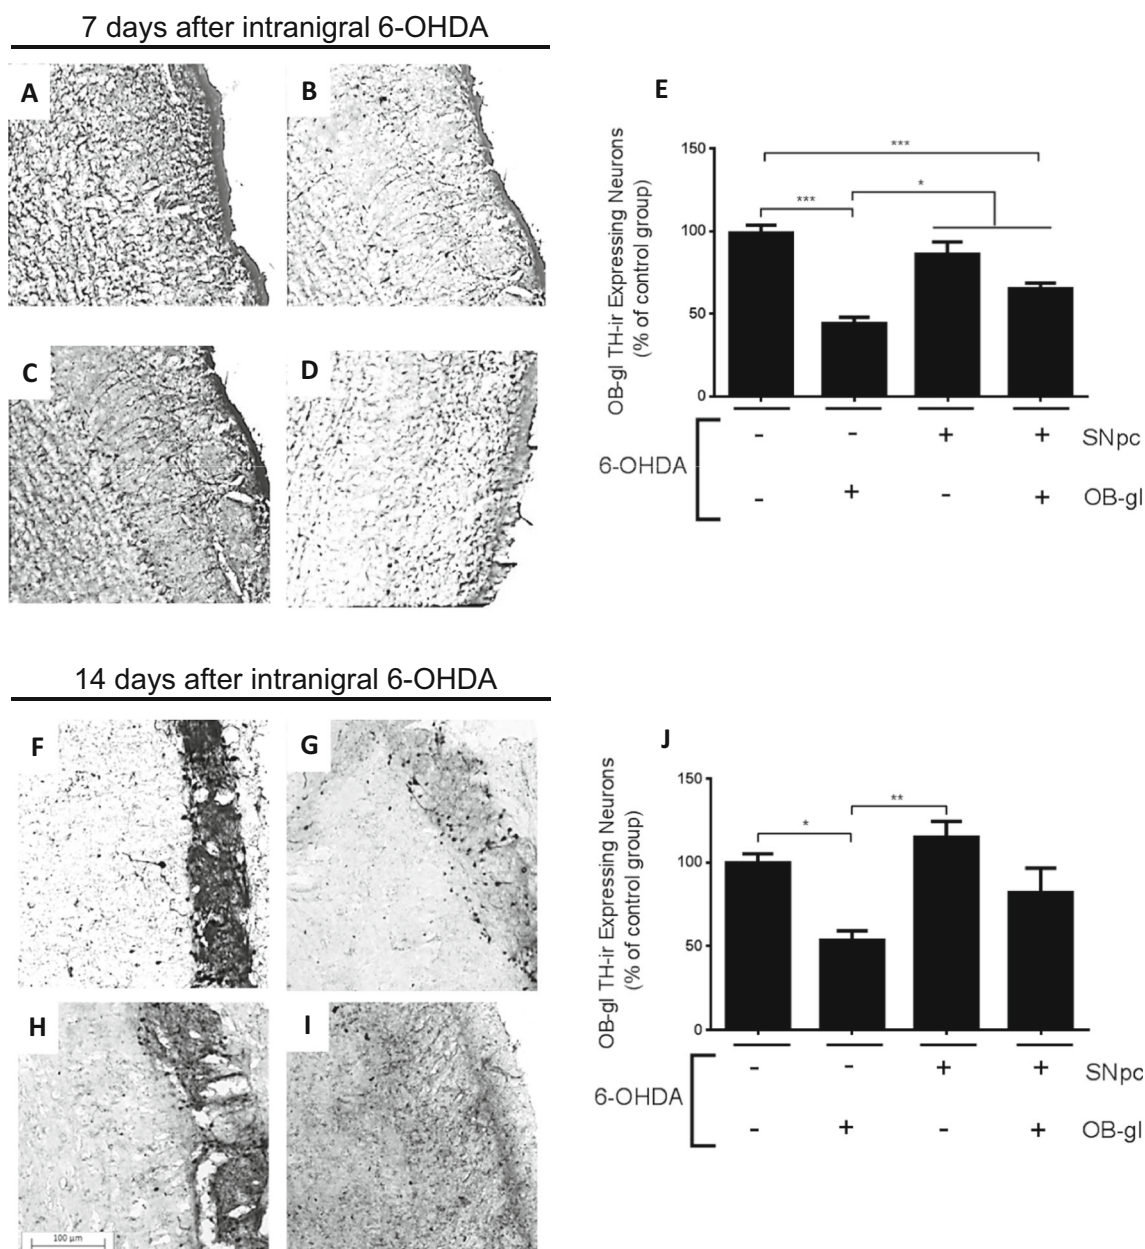 7 days after intranigral 6-OHDA
A
B
C
D
E
OB-gl TH-ir Expressing Neurons
(% of control group)
150
100
50
0
***
***
*
- - + + SNpc
6-OHDA
- + - + OB-gl
14 days after intranigral 6-OHDA
F
G
H
I
100 µm
J
OB-gl TH-ir Expressing Neurons
(% of control group)
150
100
50
0
*
**
- - + + SNpc
6-OHDA
- + - + OB-gl